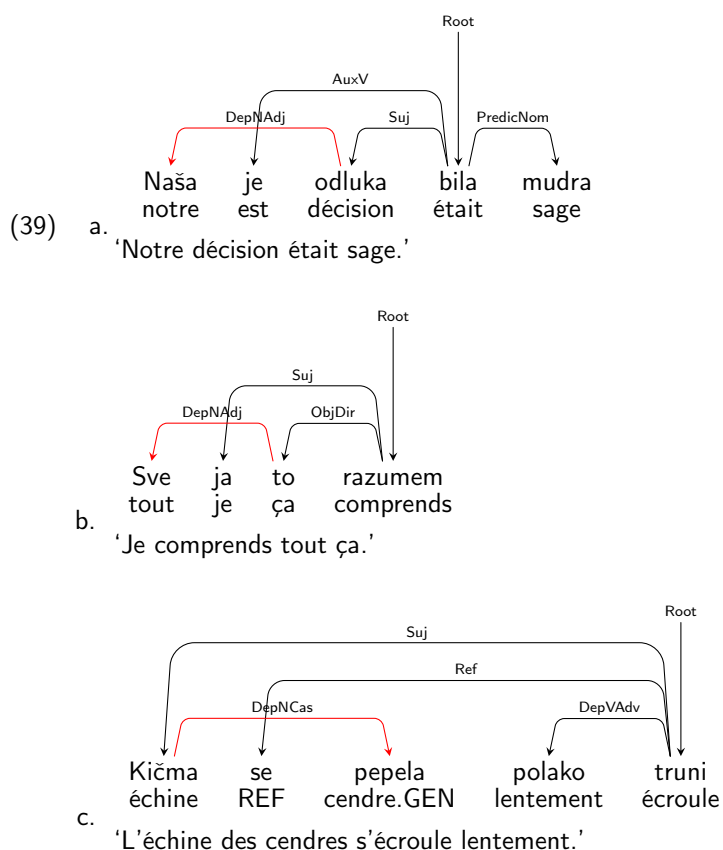 Root
AuxV
DepNAdj Suj PredicNom
Naša je odluka bila mudra
notre est décision était sage
(39) a.
‘Notre décision était sage.’
Root
Suj
DepNAdj ObjDir
Sve ja to razumem
tout je ça comprends
b.
‘Je comprends tout ça.’
Root
Suj
Ref
DepNCas DepVAdv
Kičma se pepela polako truni
échine REF cendre.GEN lentement écroule
c.
‘L’échine des cendres s’écroule lentement.’